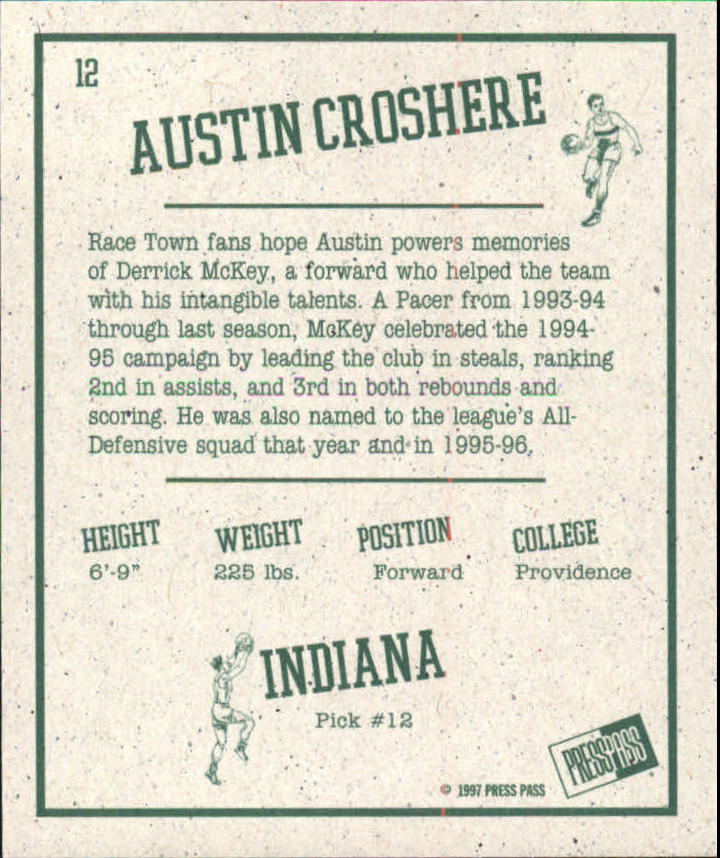 12
AUSTIN CROSHERE
Race Town fans hope Austin powers memories
of Derrick McKey, a forward who helped the team
with his intangible talents. A Pacer from 1993-94
through last season, McKey celebrated the 1994-
95 campaign by leading the club in steals, ranking
2nd in assists, and 3rd in both rebounds and
scoring. He was also named to the league's All-
Defensive squad that year and in 1995-96.
HEIGHT WEIGHT POSITION COLLEGE
6'-9" 225 lbs. Forward Providence
INDIANA
Pick #12
PRESS PASS
© 1997 PRESS PASS